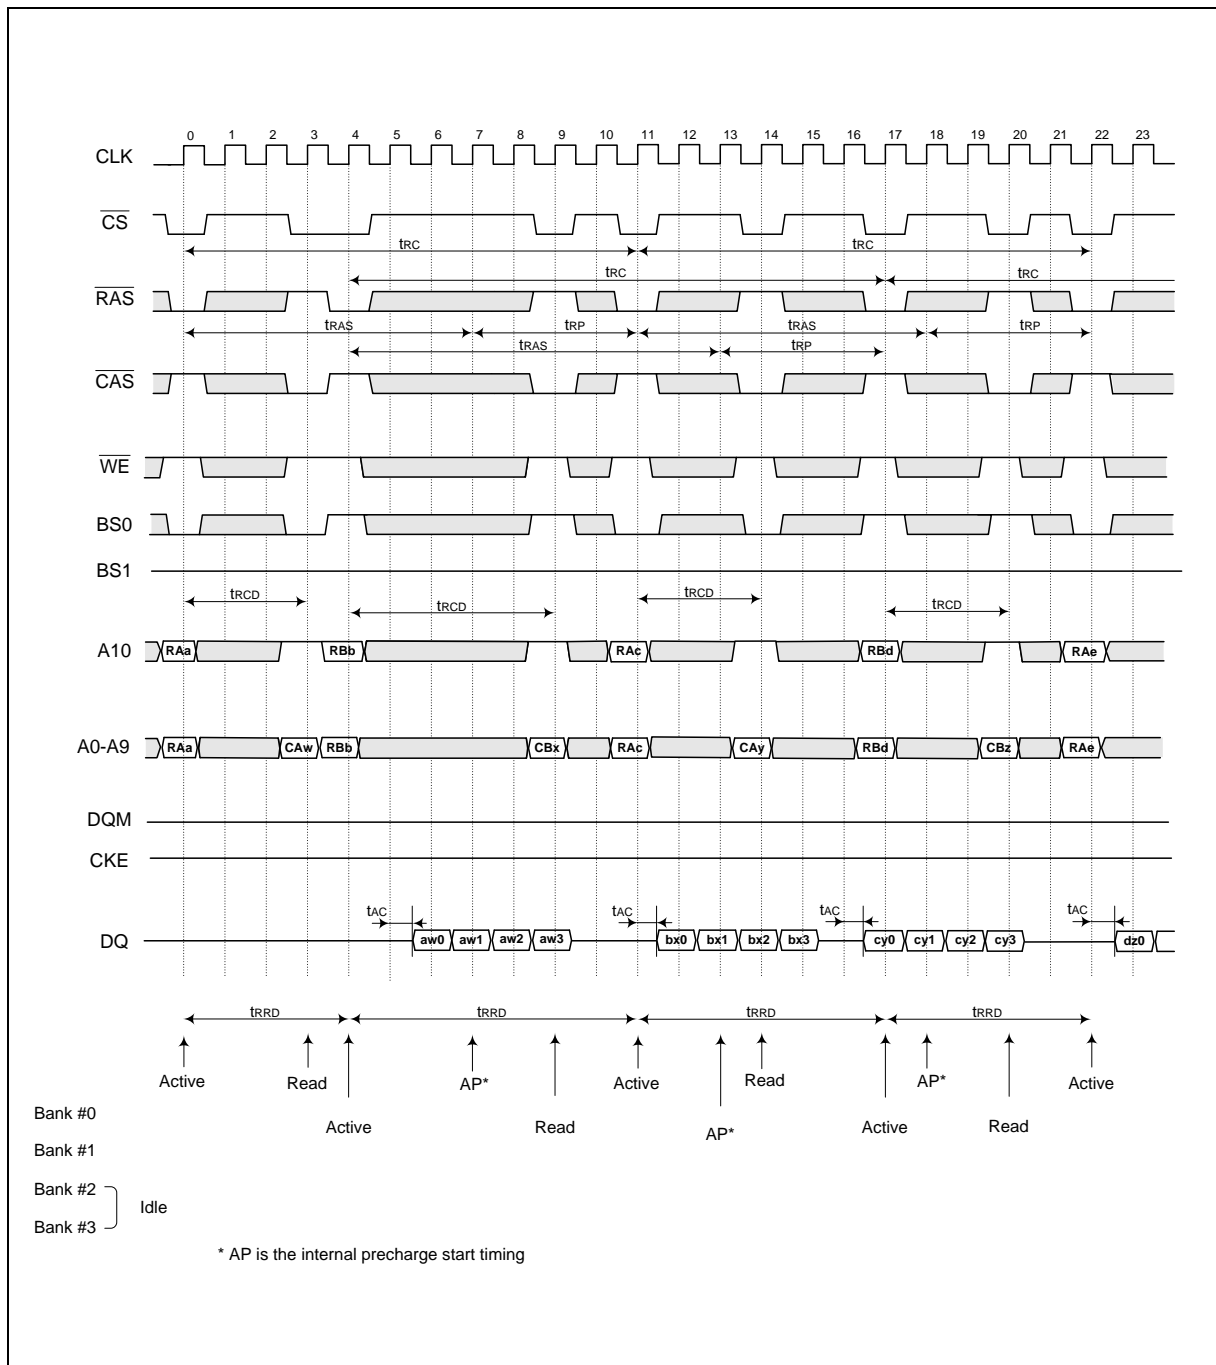 0 1 2 3 4 5 6 7 8 9 10 11 12 13 14 15 16 17 18 19 20 21 22 23
CLK
CS
tRC tRC
tRC tRC
RAS
tRAS tRP tRAS tRP
tRAS tRP
CAS
WE
BS0
BS1
tRCD tRCD tRCD tRCD
A10 RAa RBb RAc RBd RAe
A0-A9 RAa CAw RBb CBx RAc CAy RBd CBz RAe
DQM
CKE
tAC tAC tAC tAC
DQ aw0 aw1 aw2 aw3 bx0 bx1 bx2 bx3 cy0 cy1 cy2 cy3 dz0
tRRD tRRD tRRD tRRD
Active Read AP* Active Read AP* Active
Bank #0
Active Read AP* Active Read
Bank #1
Bank #2
Idle
Bank #3
* AP is the internal precharge start timing